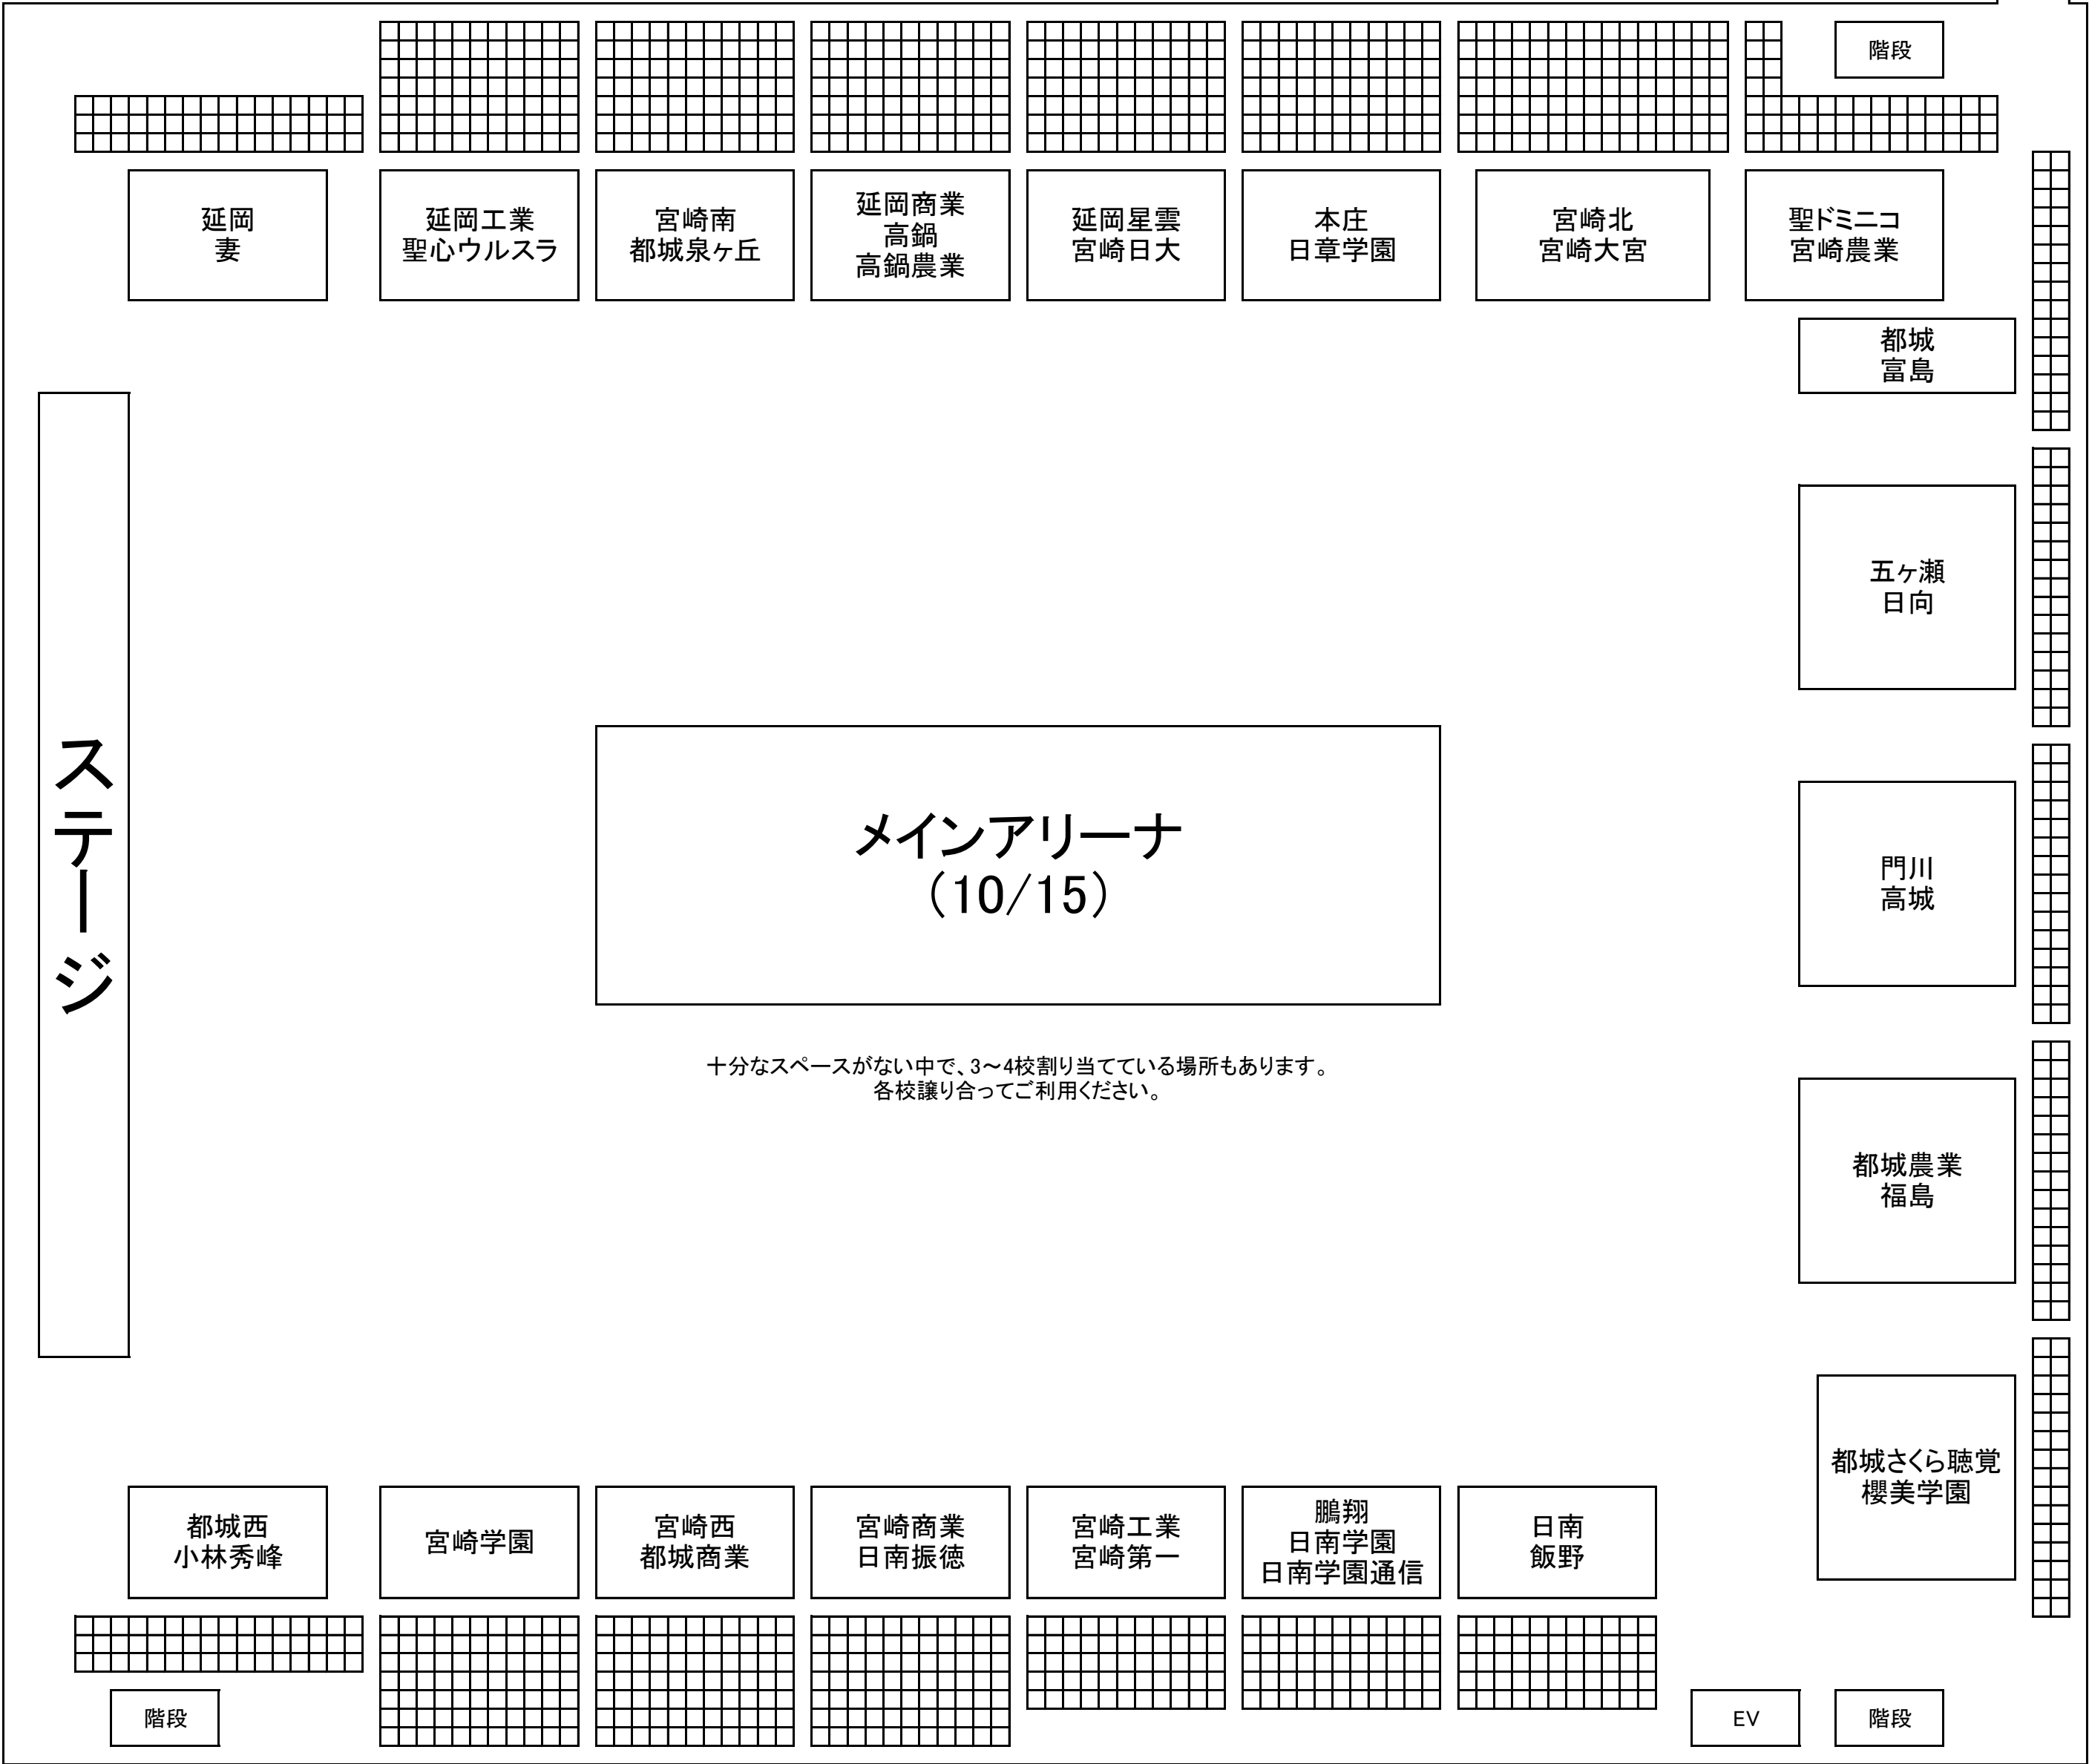 階段
延岡
妻
延岡工業
聖心ウルスラ
宮崎南
都城泉ヶ丘
延岡商業
高鍋
高鍋農業
延岡星雲
宮崎日大
本庄
日章学園
宮崎北
宮崎大宮
聖ドミニコ
宮崎農業
都城
富島
五ヶ瀬
日向
ステージ
メインアリーナ
（10/15）
門川
高城
十分なスペースがない中で、3～4校割り当てている場所もあります。
各校譲り合ってご利用ください。
都城農業
福島
都城さくら聴覚
櫻美学園
都城西
小林秀峰
宮崎学園
宮崎西
都城商業
宮崎商業
日南振徳
宮崎工業
宮崎第一
鵬翔
日南学園
日南学園通信
日南
飯野
階段
EV
階段